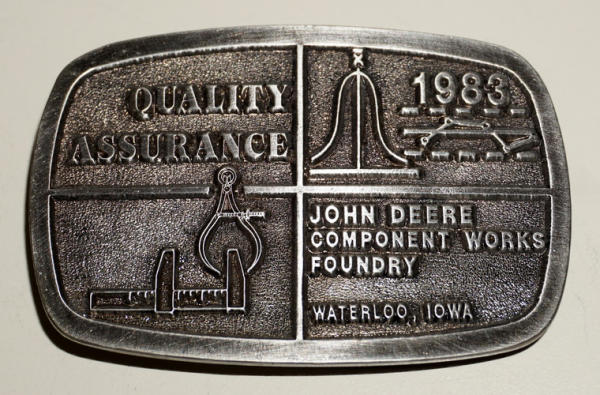 QUALITY
ASSURANCE
1983
JOHN DEERE
COMPONENT WORKS
FOUNDRY
WATERLOO, IOWA